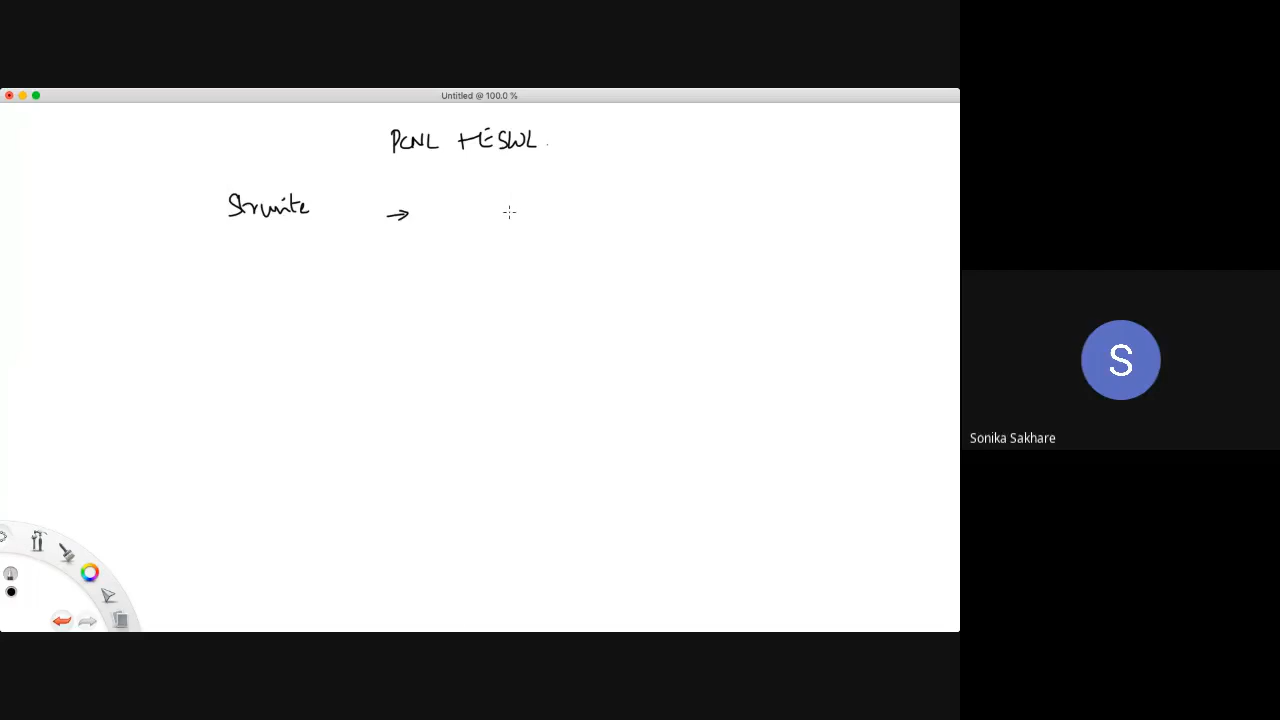 Untitled @ 100.0 %
PCNL + ESWL
Struvite →
S
Sonika Sakhare